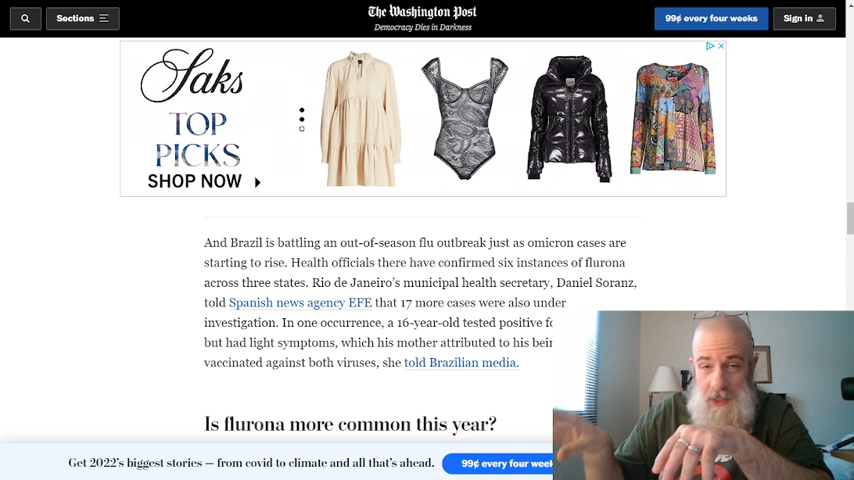 Sections
The Washington Post
Democracy Dies in Darkness
99¢ every four weeks
Sign in
Saks
TOP
PICKS
SHOP NOW
And Brazil is battling an out-of-season flu outbreak just as omicron cases are
starting to rise. Health officials there have confirmed six instances of flurona
across three states. Rio de Janeiro's municipal health secretary, Daniel Soranz,
told Spanish news agency EFE that 17 more cases were also under
investigation. In one occurrence, a 16-year-old tested positive
but had light symptoms, which his mother attributed to his
vaccinated against both viruses, she told Brazilian media.
Is flurona more common this year?
Get 2022's biggest stories — from covid to climate and all that's ahead.
99¢ every four